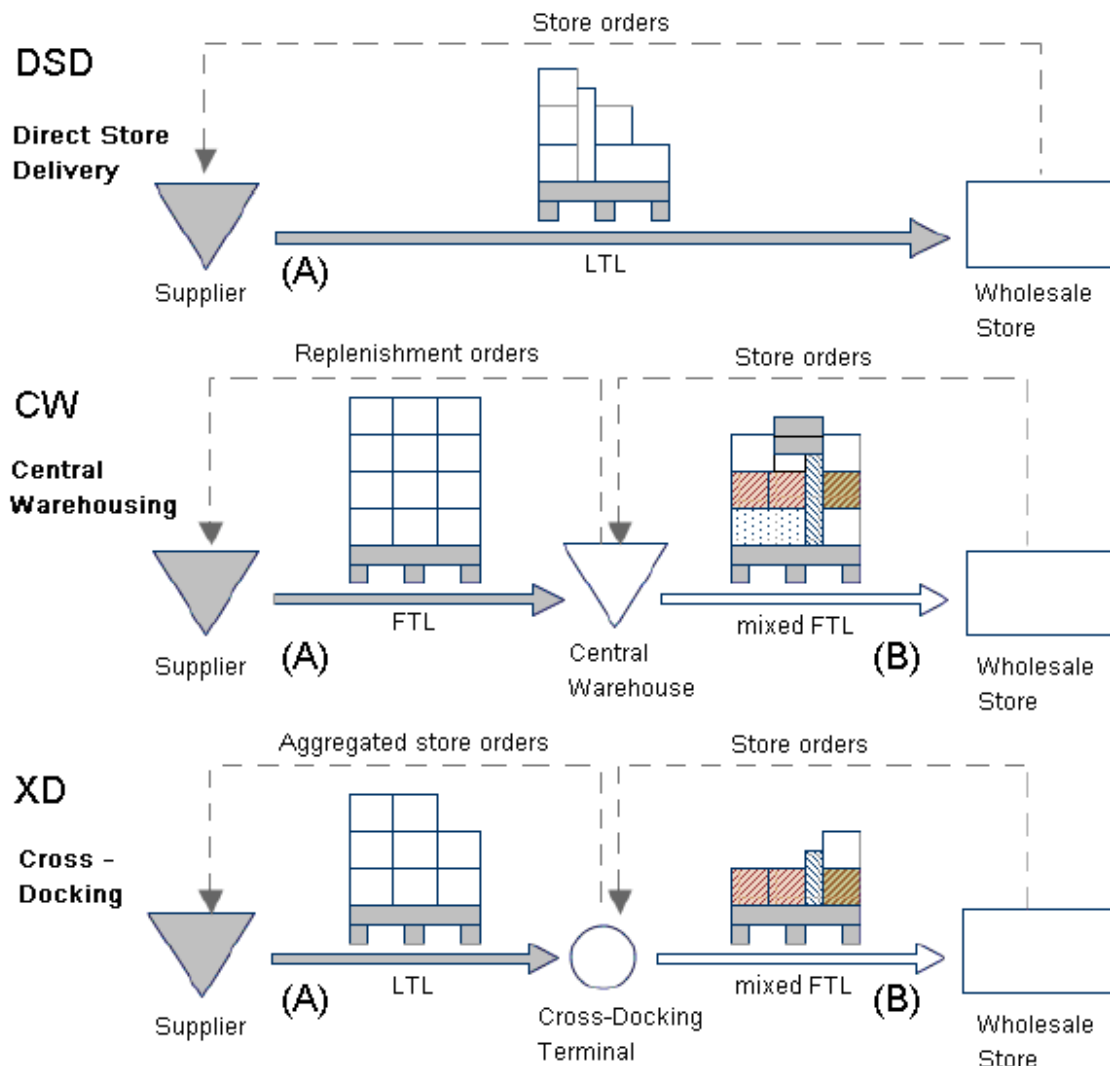 Store orders
DSD
Direct Store
Delivery
(A)
LTL
Supplier
Wholesale
Store
Replenishment orders
Store orders
CW
Central
Warehousing
FTL
mixed FTL
(A)
(B)
Supplier
Central
Warehouse
Wholesale
Store
Aggregated store orders
Store orders
XD
Cross -
Docking
LTL
mixed FTL
(A)
(B)
Supplier
Cross-Docking
Terminal
Wholesale
Store